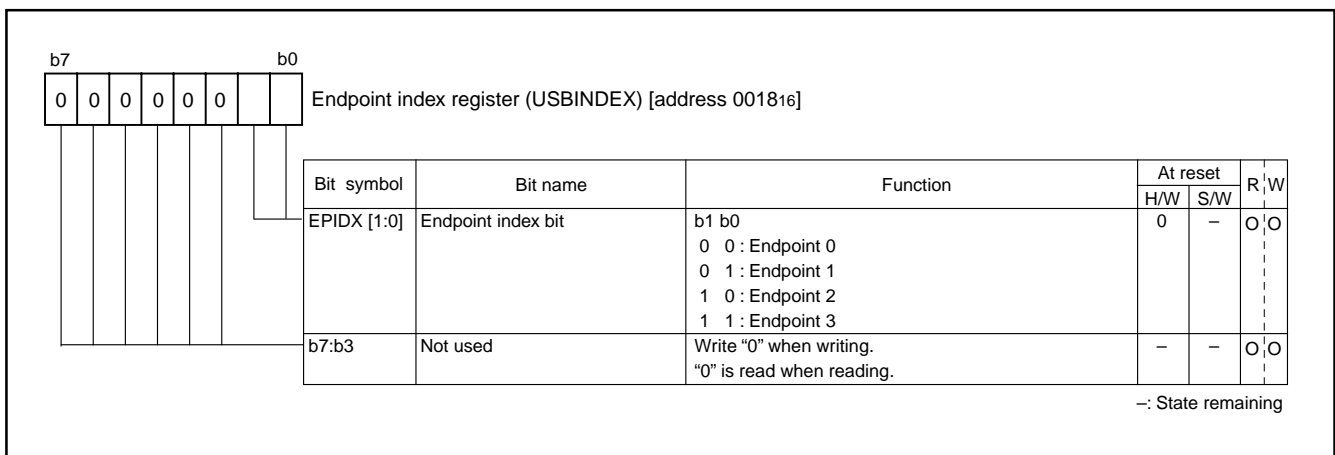 b7 b0
0 0 0 0 0 0 Endpoint index register (USBINDEX) [address 001816]
Bit symbol Bit name Function At reset R W
H/W S/W
EPIDX [1:0] Endpoint index bit b1 b0 0 – O O
0 0 : Endpoint 0
0 1 : Endpoint 1
1 0 : Endpoint 2
1 1 : Endpoint 3
b7:b3 Not used Write “0” when writing. – – O O
“0” is read when reading.
–: State remaining